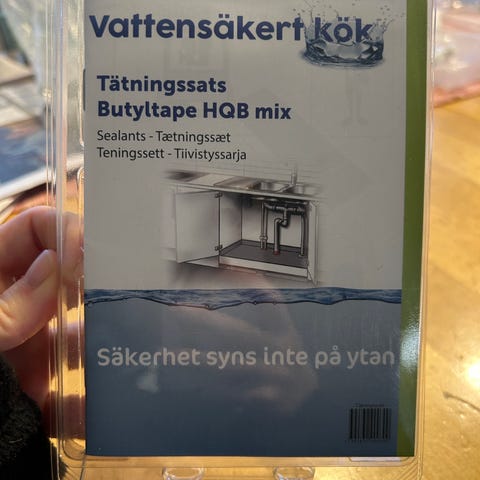 Vattensäkert kök
Tätningssats
Butyltape HQB mix
Sealants - Tætningssæt
Teningssett - Tiivistyssarja
Säkerhet syns inte på ytan